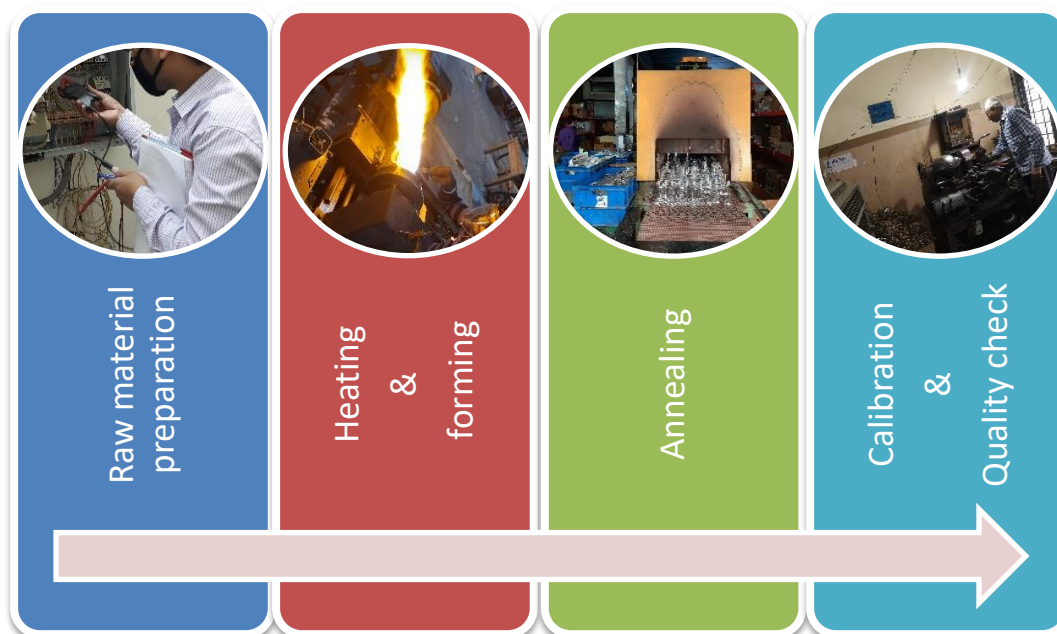 Raw material
preparation
Heating
&
forming
Annealing
Calibration
&
Quality check